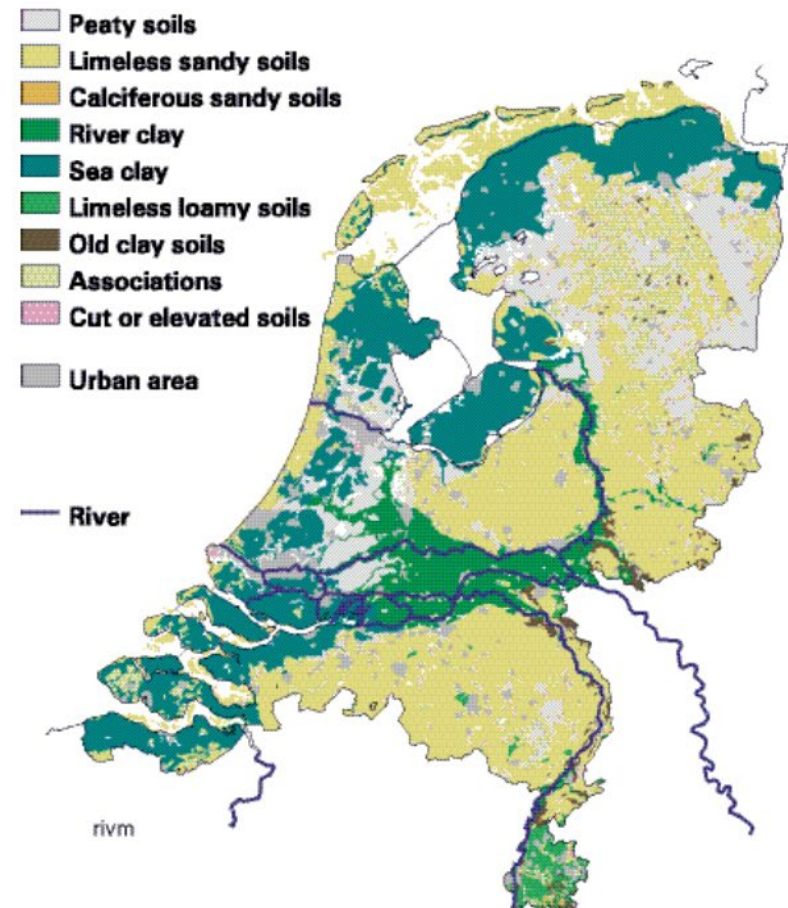 Peaty soils
Limeless sandy soils
Calciferous sandy soils
River clay
Sea clay
Limeless loamy soils
Old clay soils
Associations
Cut or elevated soils
Urban area
River
rivm